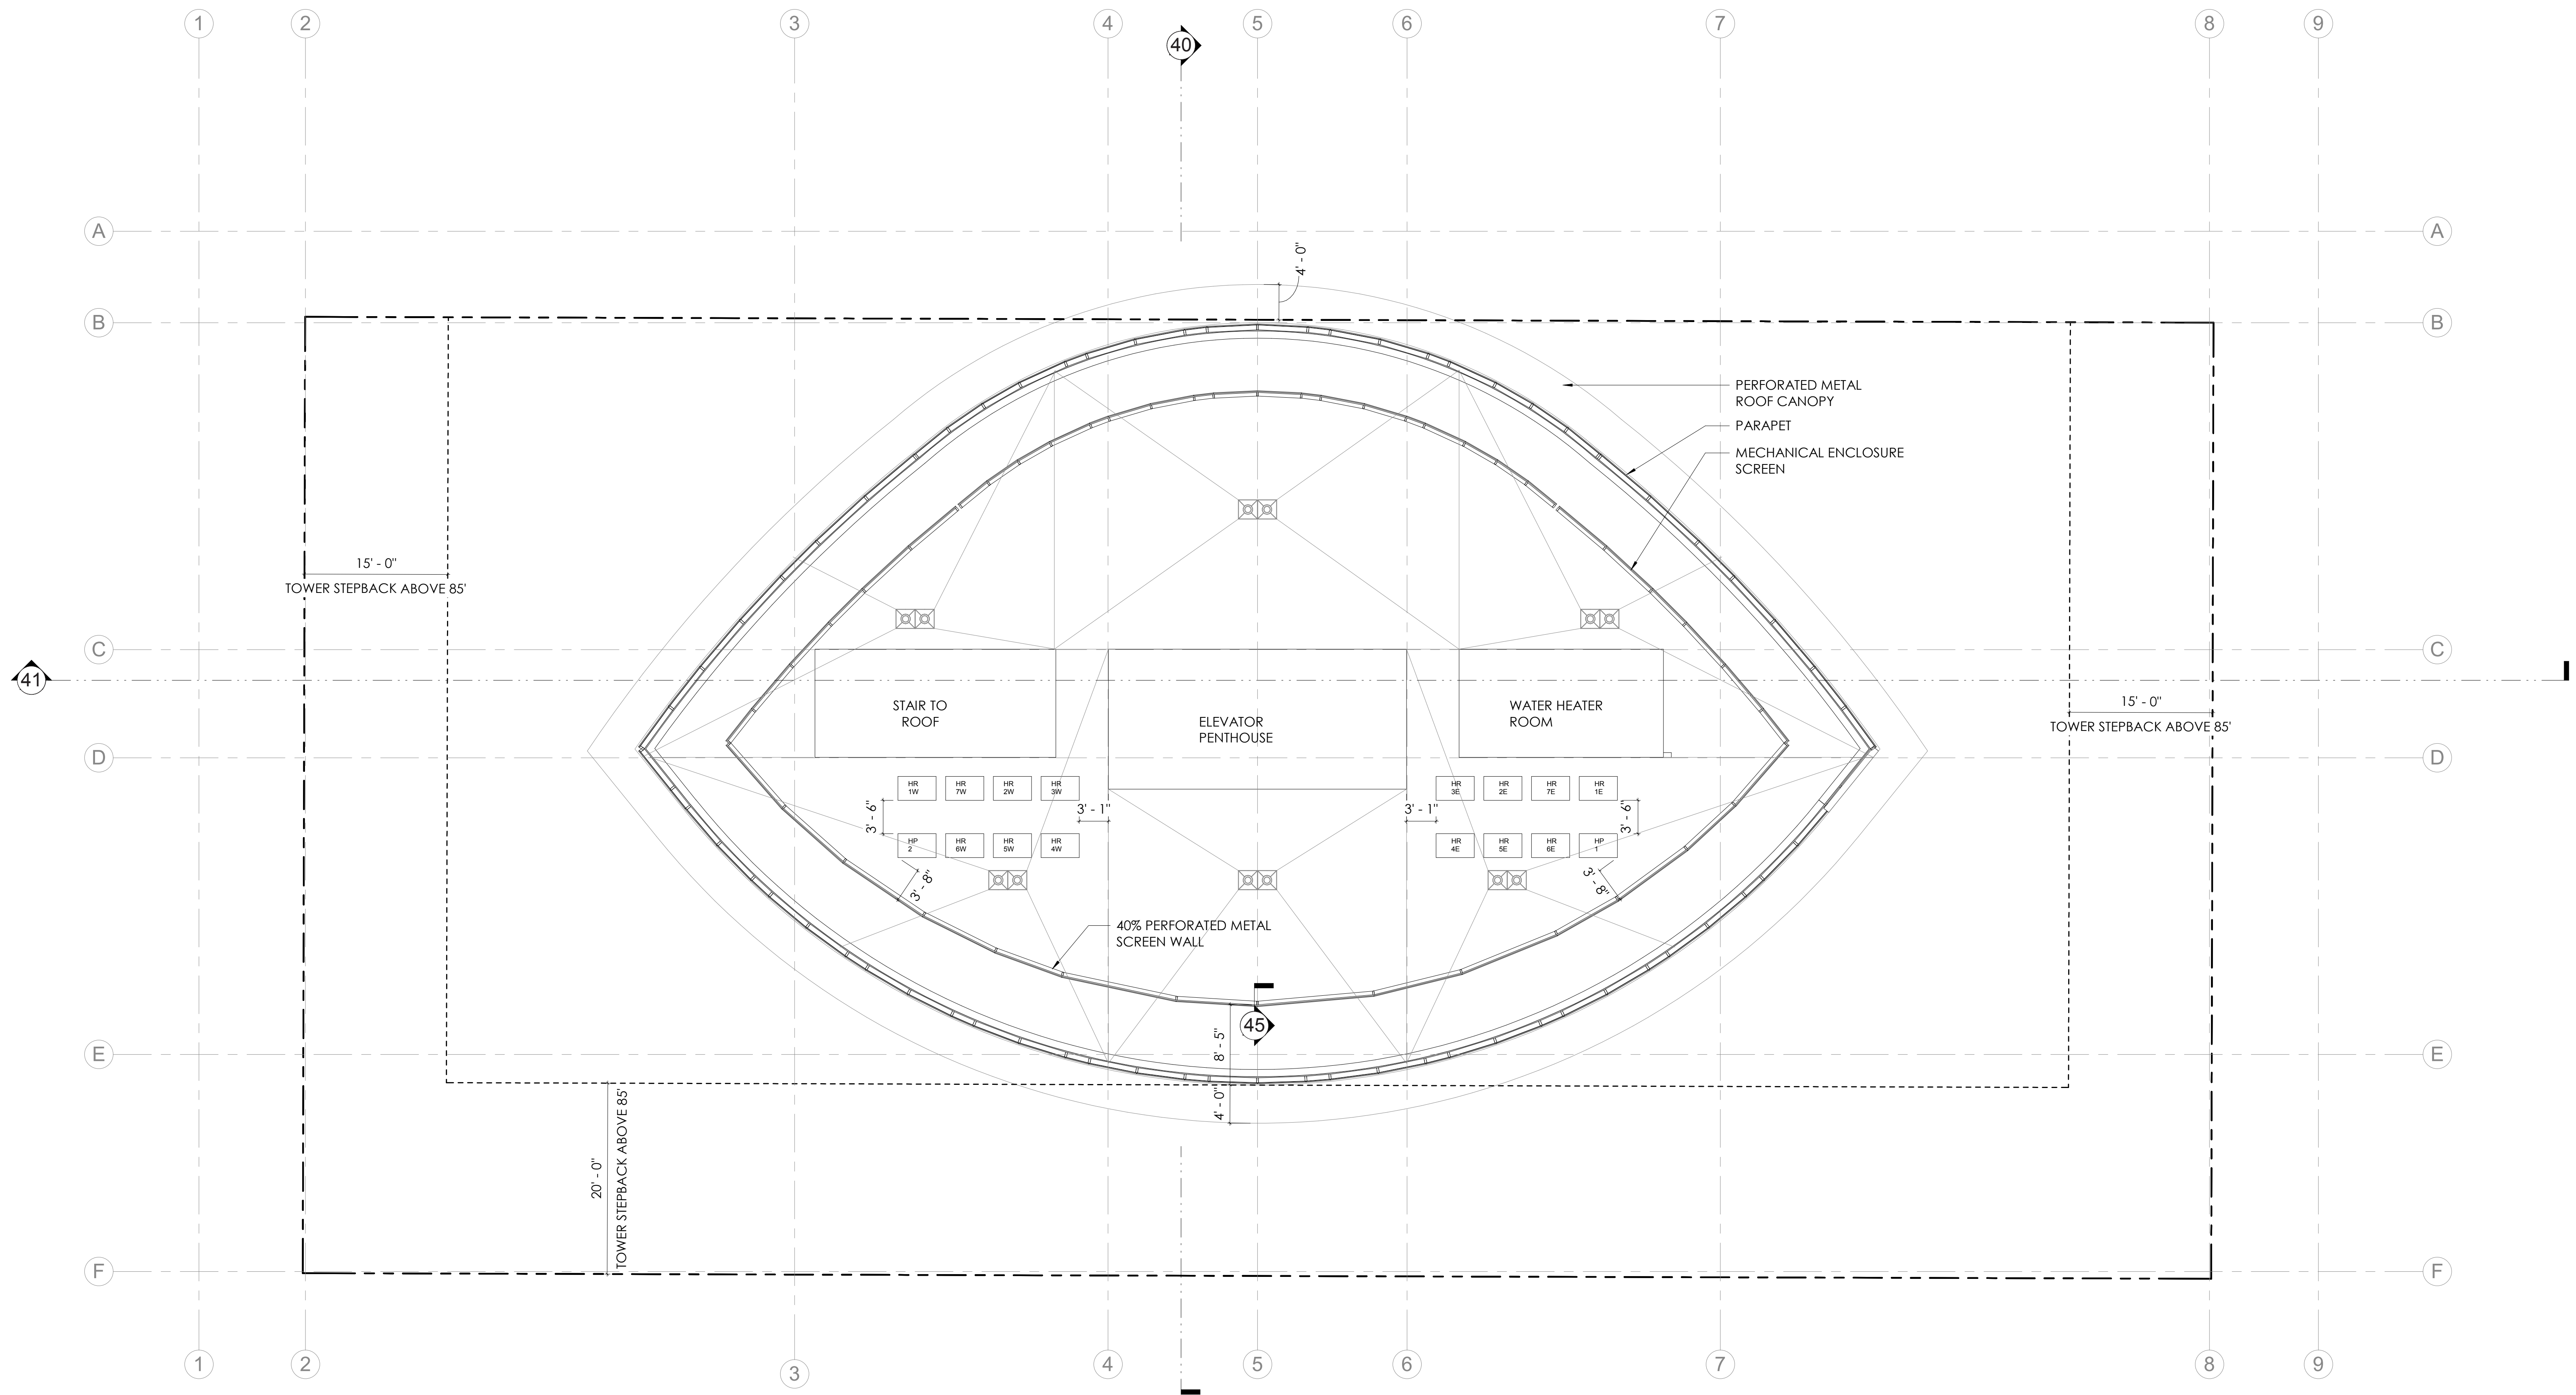 1 2 3 4 5 6 7 8 9
40
A A
4' - 0"
B B
PERFORATED METAL
ROOF CANOPY
PARAPET
MECHANICAL ENCLOSURE
SCREEN
15' - 0"
TOWER STEPBACK ABOVE 85'
C C
41
STAIR TO
ROOF
ELEVATOR
PENTHOUSE
WATER HEATER
ROOM
15' - 0"
TOWER STEPBACK ABOVE 85'
D D
HR
1W
HR
7W
HR
2W
HR
3W
HR
3E
HR
2E
HR
7E
HR
1E
3' - 6"
3' - 1"
3' - 1"
3' - 6"
HP
2
HR
6W
HR
5W
HR
4W
HR
4E
HR
5E
HR
6E
HP
1
3' - 8"
3' - 8"
40% PERFORATED METAL
SCREEN WALL
45
8' - 5"
E E
4' - 0"
20' - 0"
TOWER STEPBACK ABOVE 85'
F F
1 2 3 4 5 6 7 8 9